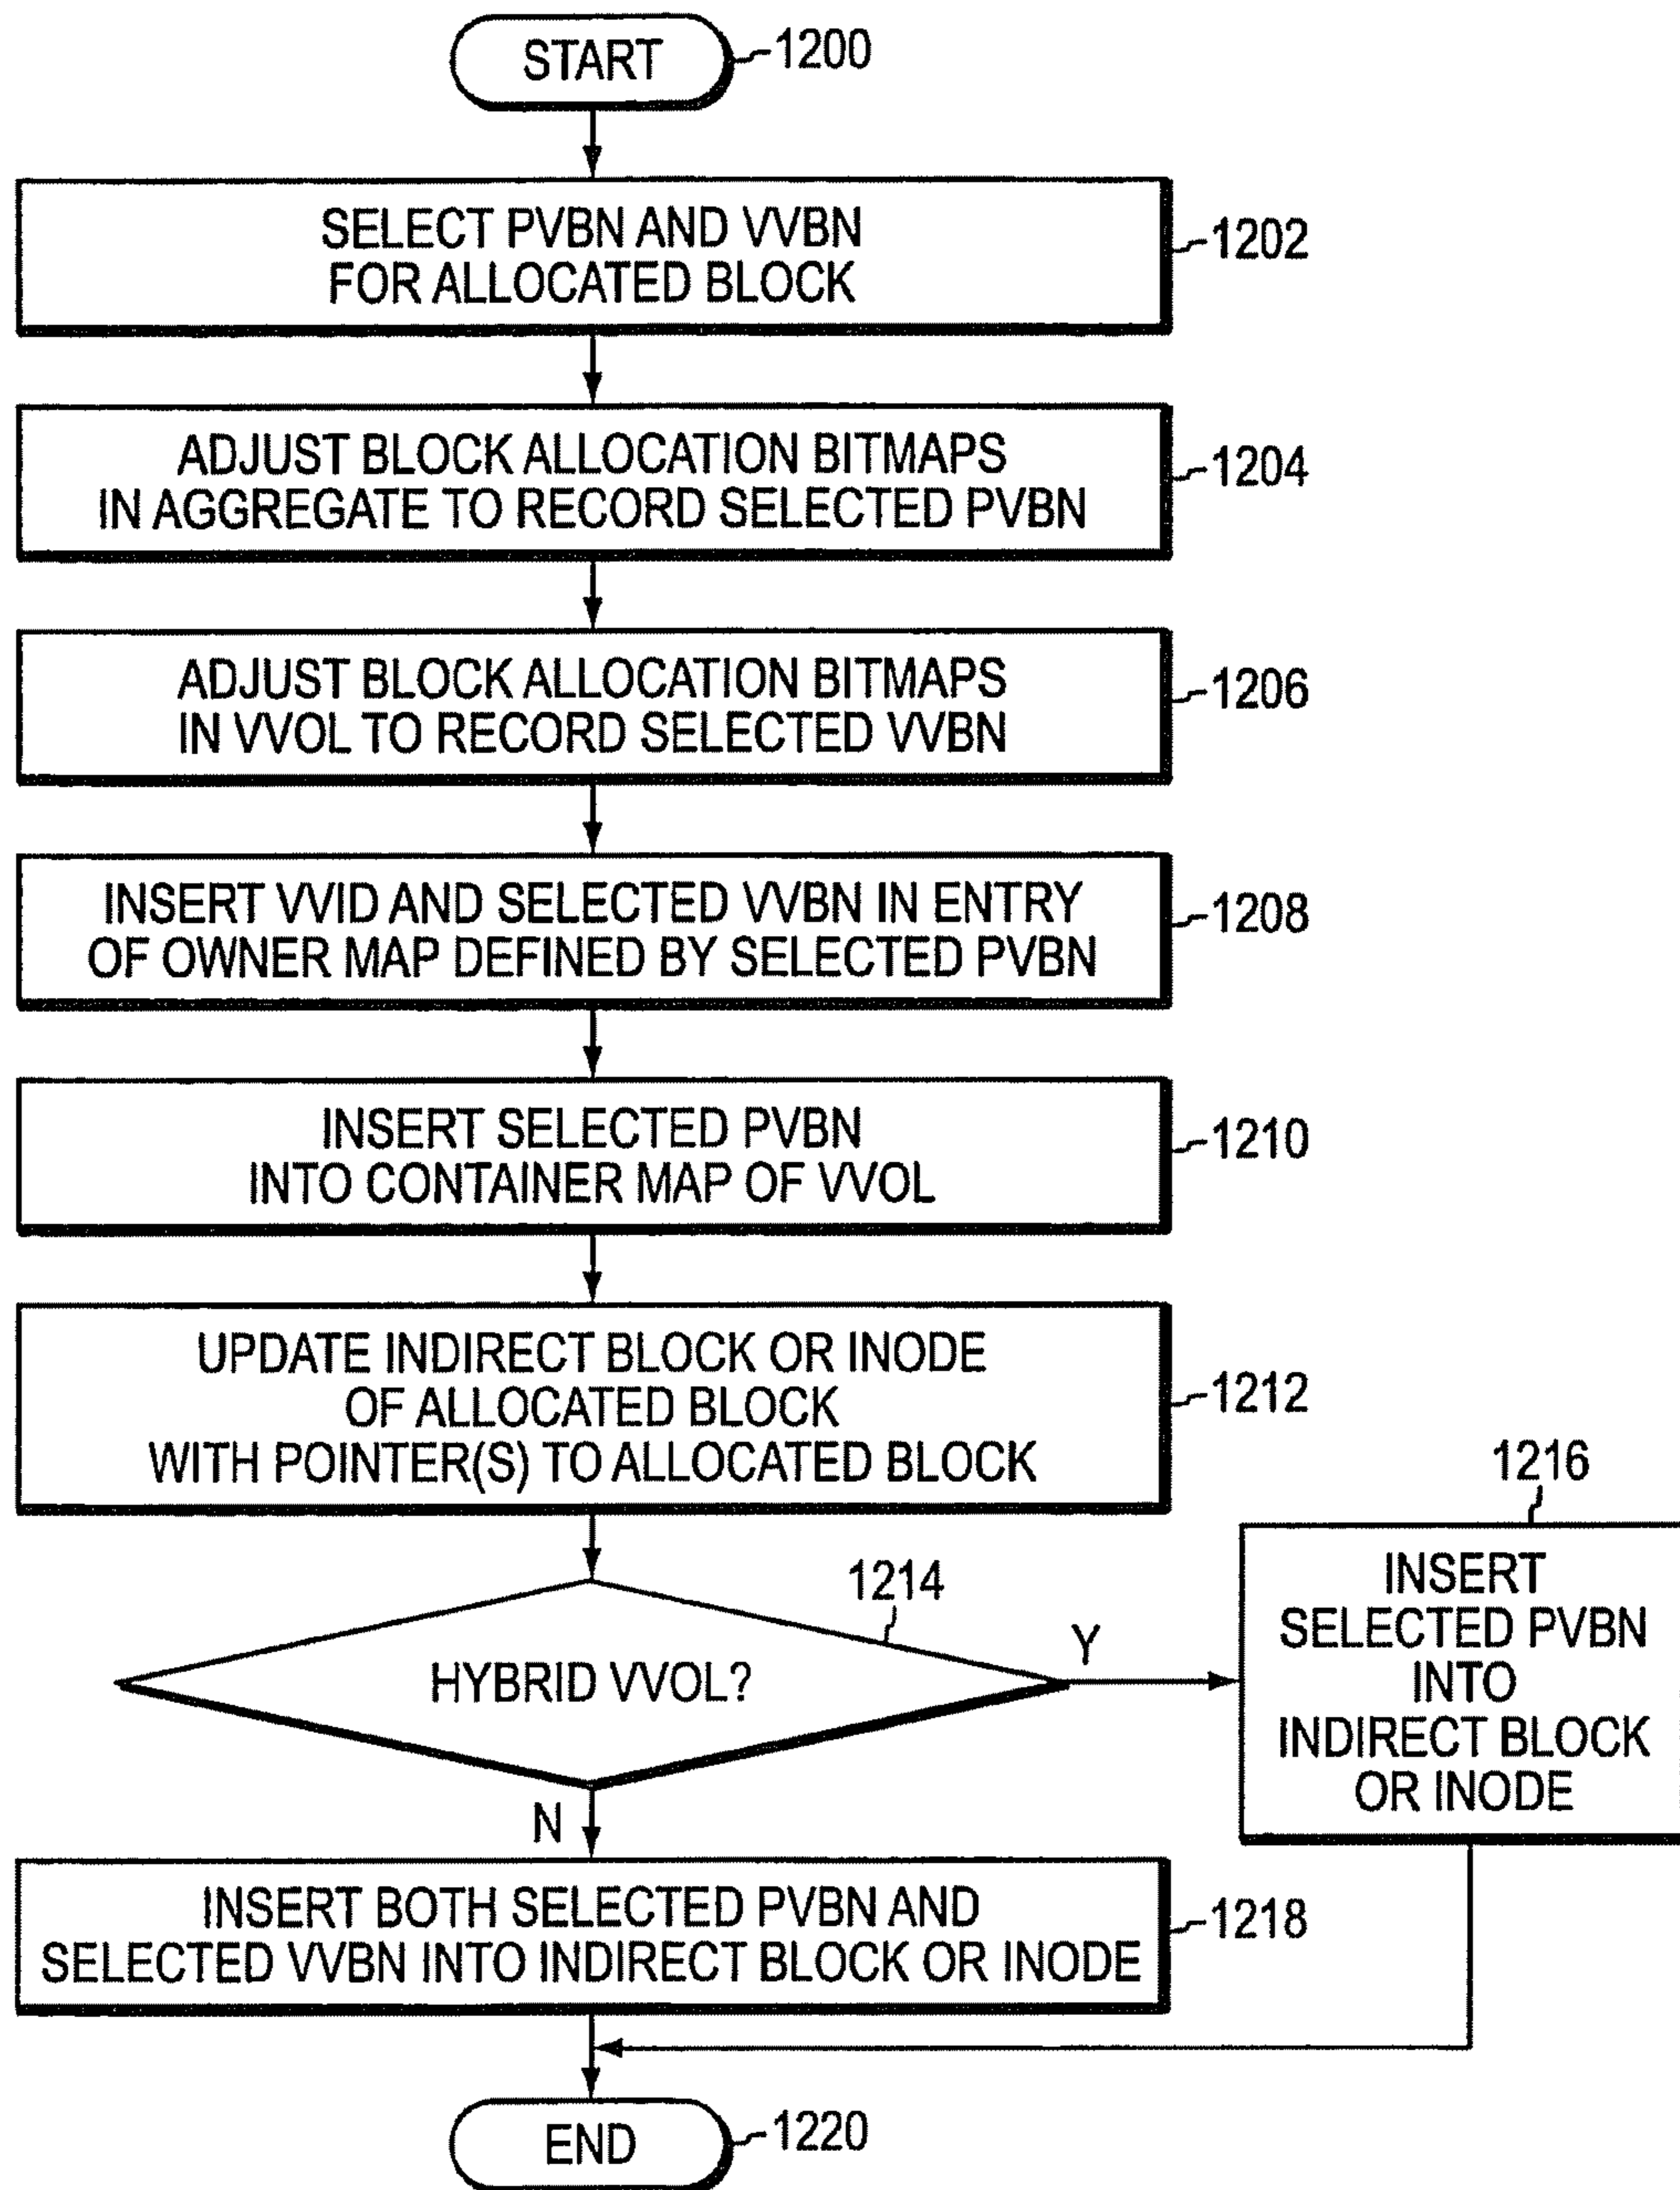 START
1200
SELECT PVBN AND VVBN
FOR ALLOCATED BLOCK
1202
ADJUST BLOCK ALLOCATION BITMAPS
IN AGGREGATE TO RECORD SELECTED PVBN
1204
ADJUST BLOCK ALLOCATION BITMAPS
IN VVOL TO RECORD SELECTED VVBN
1206
INSERT VVID AND SELECTED VVBN IN ENTRY
OF OWNER MAP DEFINED BY SELECTED PVBN
1208
INSERT SELECTED PVBN
INTO CONTAINER MAP OF VVOL
1210
UPDATE INDIRECT BLOCK OR INODE
OF ALLOCATED BLOCK
WITH POINTER(S) TO ALLOCATED BLOCK
1212
HYBRID VVOL?
1214
Y
N
1216
INSERT
SELECTED PVBN
INTO
INDIRECT BLOCK
OR INODE
INSERT BOTH SELECTED PVBN AND
SELECTED VVBN INTO INDIRECT BLOCK OR INODE
1218
END
1220